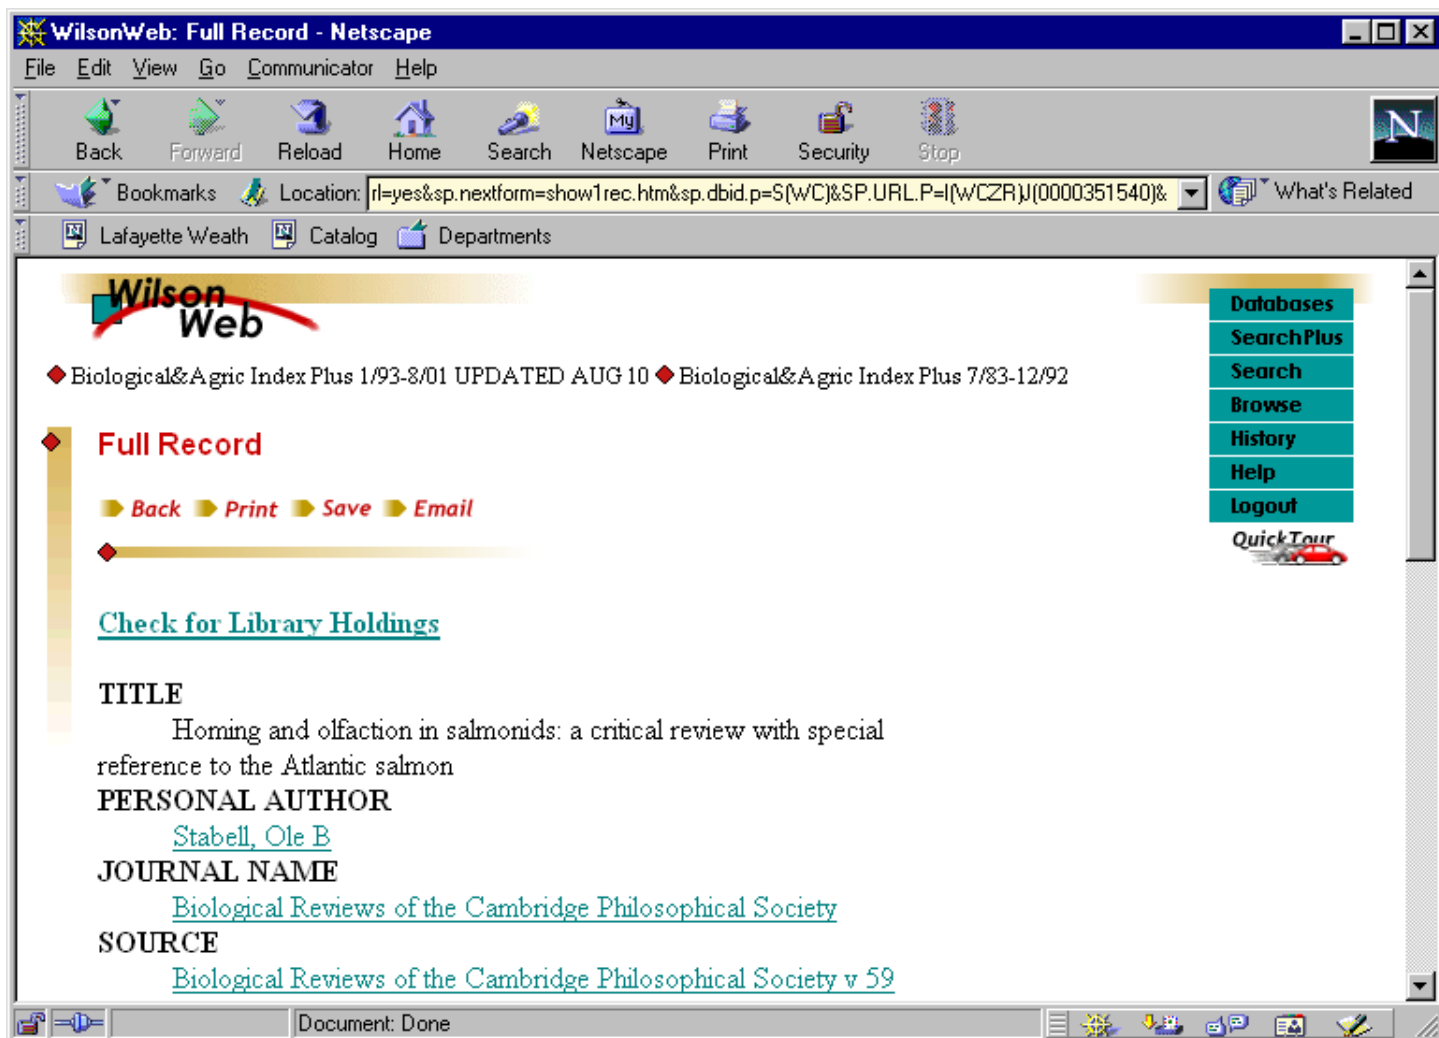 WilsonWeb: Full Record - Netscape
File Edit View Go Communicator Help
Back Forward Reload Home Search Netscape Print Security Stop
My
N
Bookmarks Location: rl=yes&sp.nextform=show1rec.htm&sp.dbid.p=S(WC)&SP.URL.P=I(WCZR)J(0000351540)& What's Related
Lafayette Weath Catalog Departments
Wilson
Web
Databases
SearchPlus
Search
Browse
History
Help
Logout
QuickTour
Biological&Agric Index Plus 1/93-8/01 UPDATED AUG 10 Biological&Agric Index Plus 7/83-12/92
Full Record
Back Print Save Email
Check for Library Holdings
TITLE
Homing and olfaction in salmonids: a critical review with special
reference to the Atlantic salmon
PERSONAL AUTHOR
Stabell, Ole B
JOURNAL NAME
Biological Reviews of the Cambridge Philosophical Society
SOURCE
Biological Reviews of the Cambridge Philosophical Society v 59
Document: Done